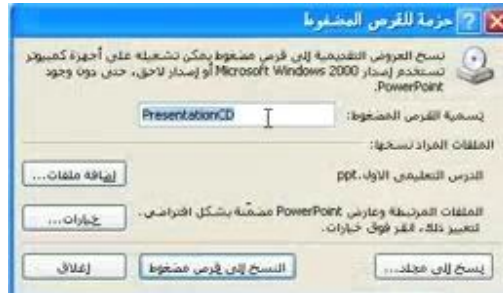 حزمة للقرص المضغوط
نسخ العروض التقديمية إلى قرص مضغوط يمكن تشغيله على أجهزة كمبيوتر
تستخدم إصدار Microsoft Windows 2000 أو إصدار لاحق، حتى دون وجود
PowerPoint.
تسمية القرص المضغوط:
PresentationCD
الملفات المراد نسخها:
الدرس التعليمي الاول.ppt
إضافة ملفات...
الملفات المرتبطة وعارض PowerPoint مضمّنة بشكل افتراضي.
لتغيير ذلك، انقر فوق خيارات.
خيارات...
نسخ إلى مجلد...
النسخ إلى قرص مضغوط
إغلاق